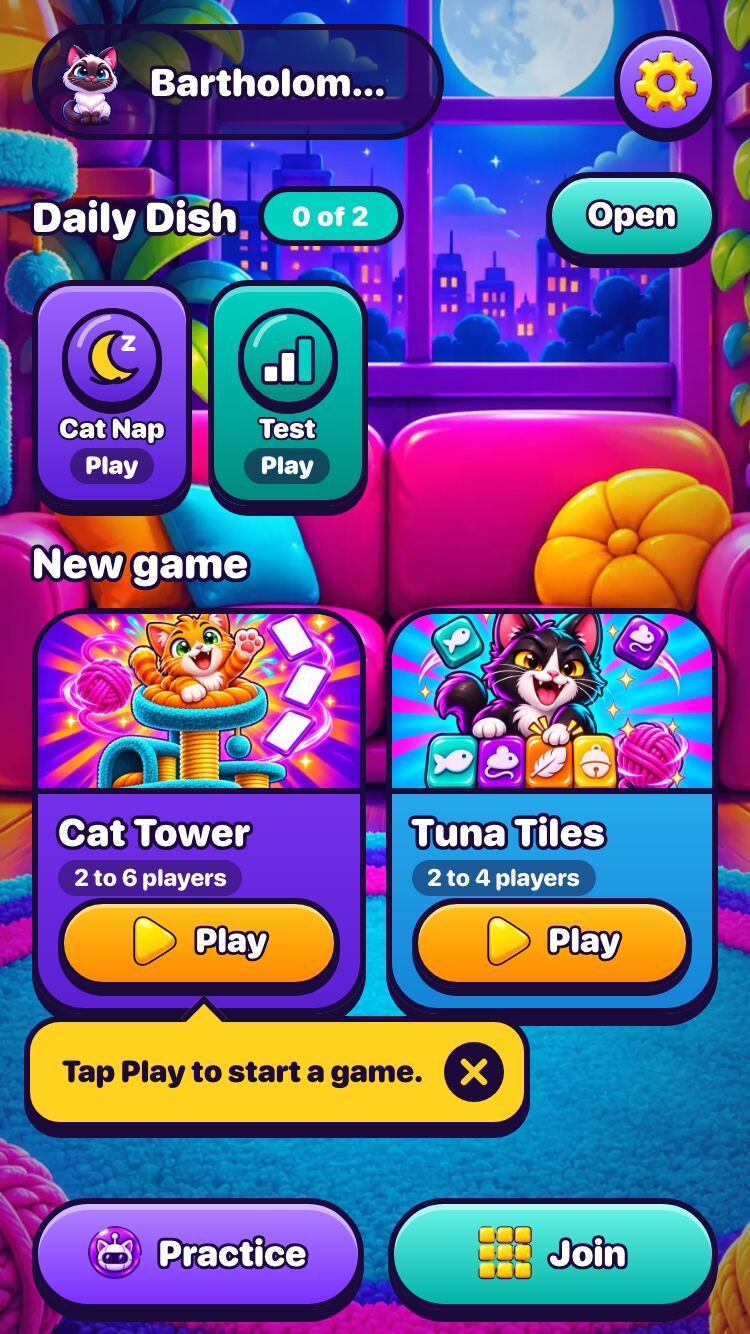 Bartholom...
Daily Dish
0 of 2
Open
z
Cat Nap
Play
Test
Play
New game
Cat Tower
2 to 6 players
Play
Tuna Tiles
2 to 4 players
Play
Tap Play to start a game.
Practice
Join